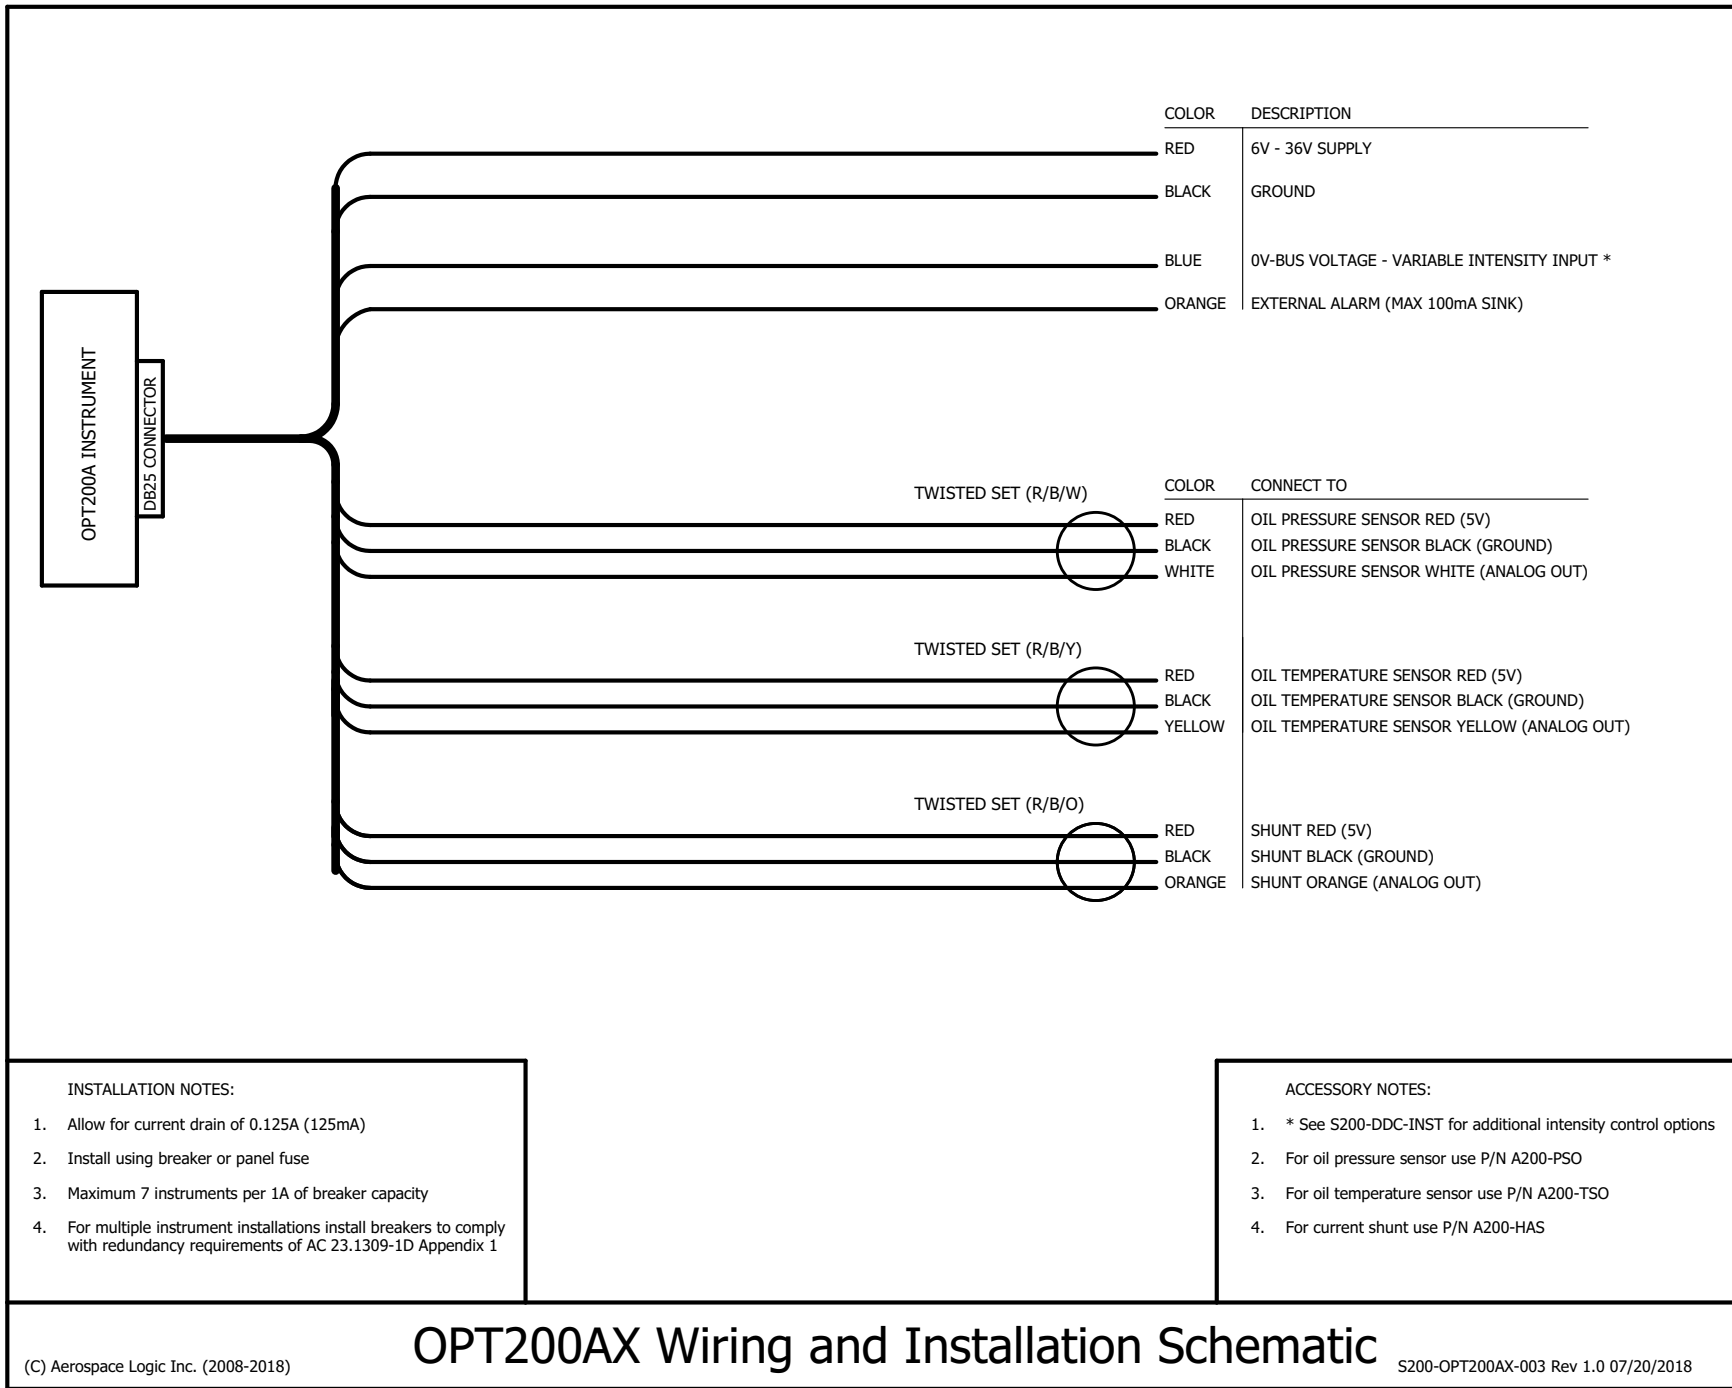 COLOR DESCRIPTION
RED 6V - 36V SUPPLY
BLACK GROUND
BLUE 0V-BUS VOLTAGE - VARIABLE INTENSITY INPUT *
ORANGE EXTERNAL ALARM (MAX 100mA SINK)
OPT200A INSTRUMENT
DB25 CONNECTOR
TWISTED SET (R/B/W)
COLOR CONNECT TO
RED OIL PRESSURE SENSOR RED (5V)
BLACK OIL PRESSURE SENSOR BLACK (GROUND)
WHITE OIL PRESSURE SENSOR WHITE (ANALOG OUT)
TWISTED SET (R/B/Y)
RED OIL TEMPERATURE SENSOR RED (5V)
BLACK OIL TEMPERATURE SENSOR BLACK (GROUND)
YELLOW OIL TEMPERATURE SENSOR YELLOW (ANALOG OUT)
TWISTED SET (R/B/O)
RED SHUNT RED (5V)
BLACK SHUNT BLACK (GROUND)
ORANGE SHUNT ORANGE (ANALOG OUT)
INSTALLATION NOTES:
1. Allow for current drain of 0.125A (125mA)
2. Install using breaker or panel fuse
3. Maximum 7 instruments per 1A of breaker capacity
4. For multiple instrument installations install breakers to comply
with redundancy requirements of AC 23.1309-1D Appendix 1
ACCESSORY NOTES:
1. * See S200-DDC-INST for additional intensity control options
2. For oil pressure sensor use P/N A200-PSO
3. For oil temperature sensor use P/N A200-TSO
4. For current shunt use P/N A200-HAS
(C) Aerospace Logic Inc. (2008-2018)
OPT200AX Wiring and Installation Schematic
S200-OPT200AX-003 Rev 1.0 07/20/2018